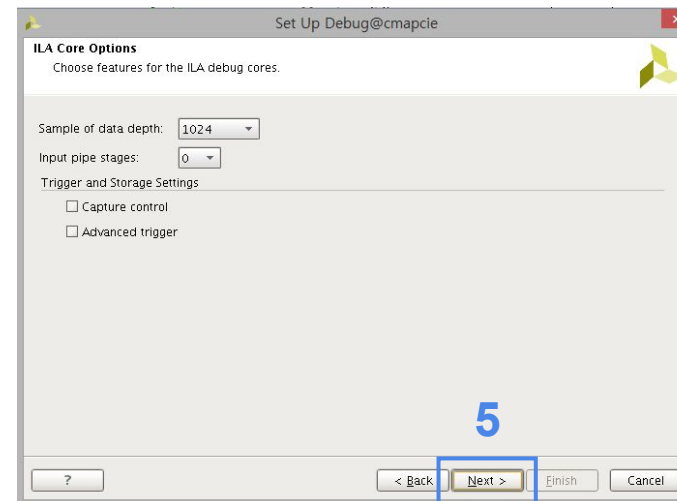 Set Up Debug@cmapcie
ILA Core Options
Choose features for the ILA debug cores.
Sample of data depth: 1024
Input pipe stages: 0
Trigger and Storage Settings
Capture control
Advanced trigger
5
? < Back Next > Finish Cancel